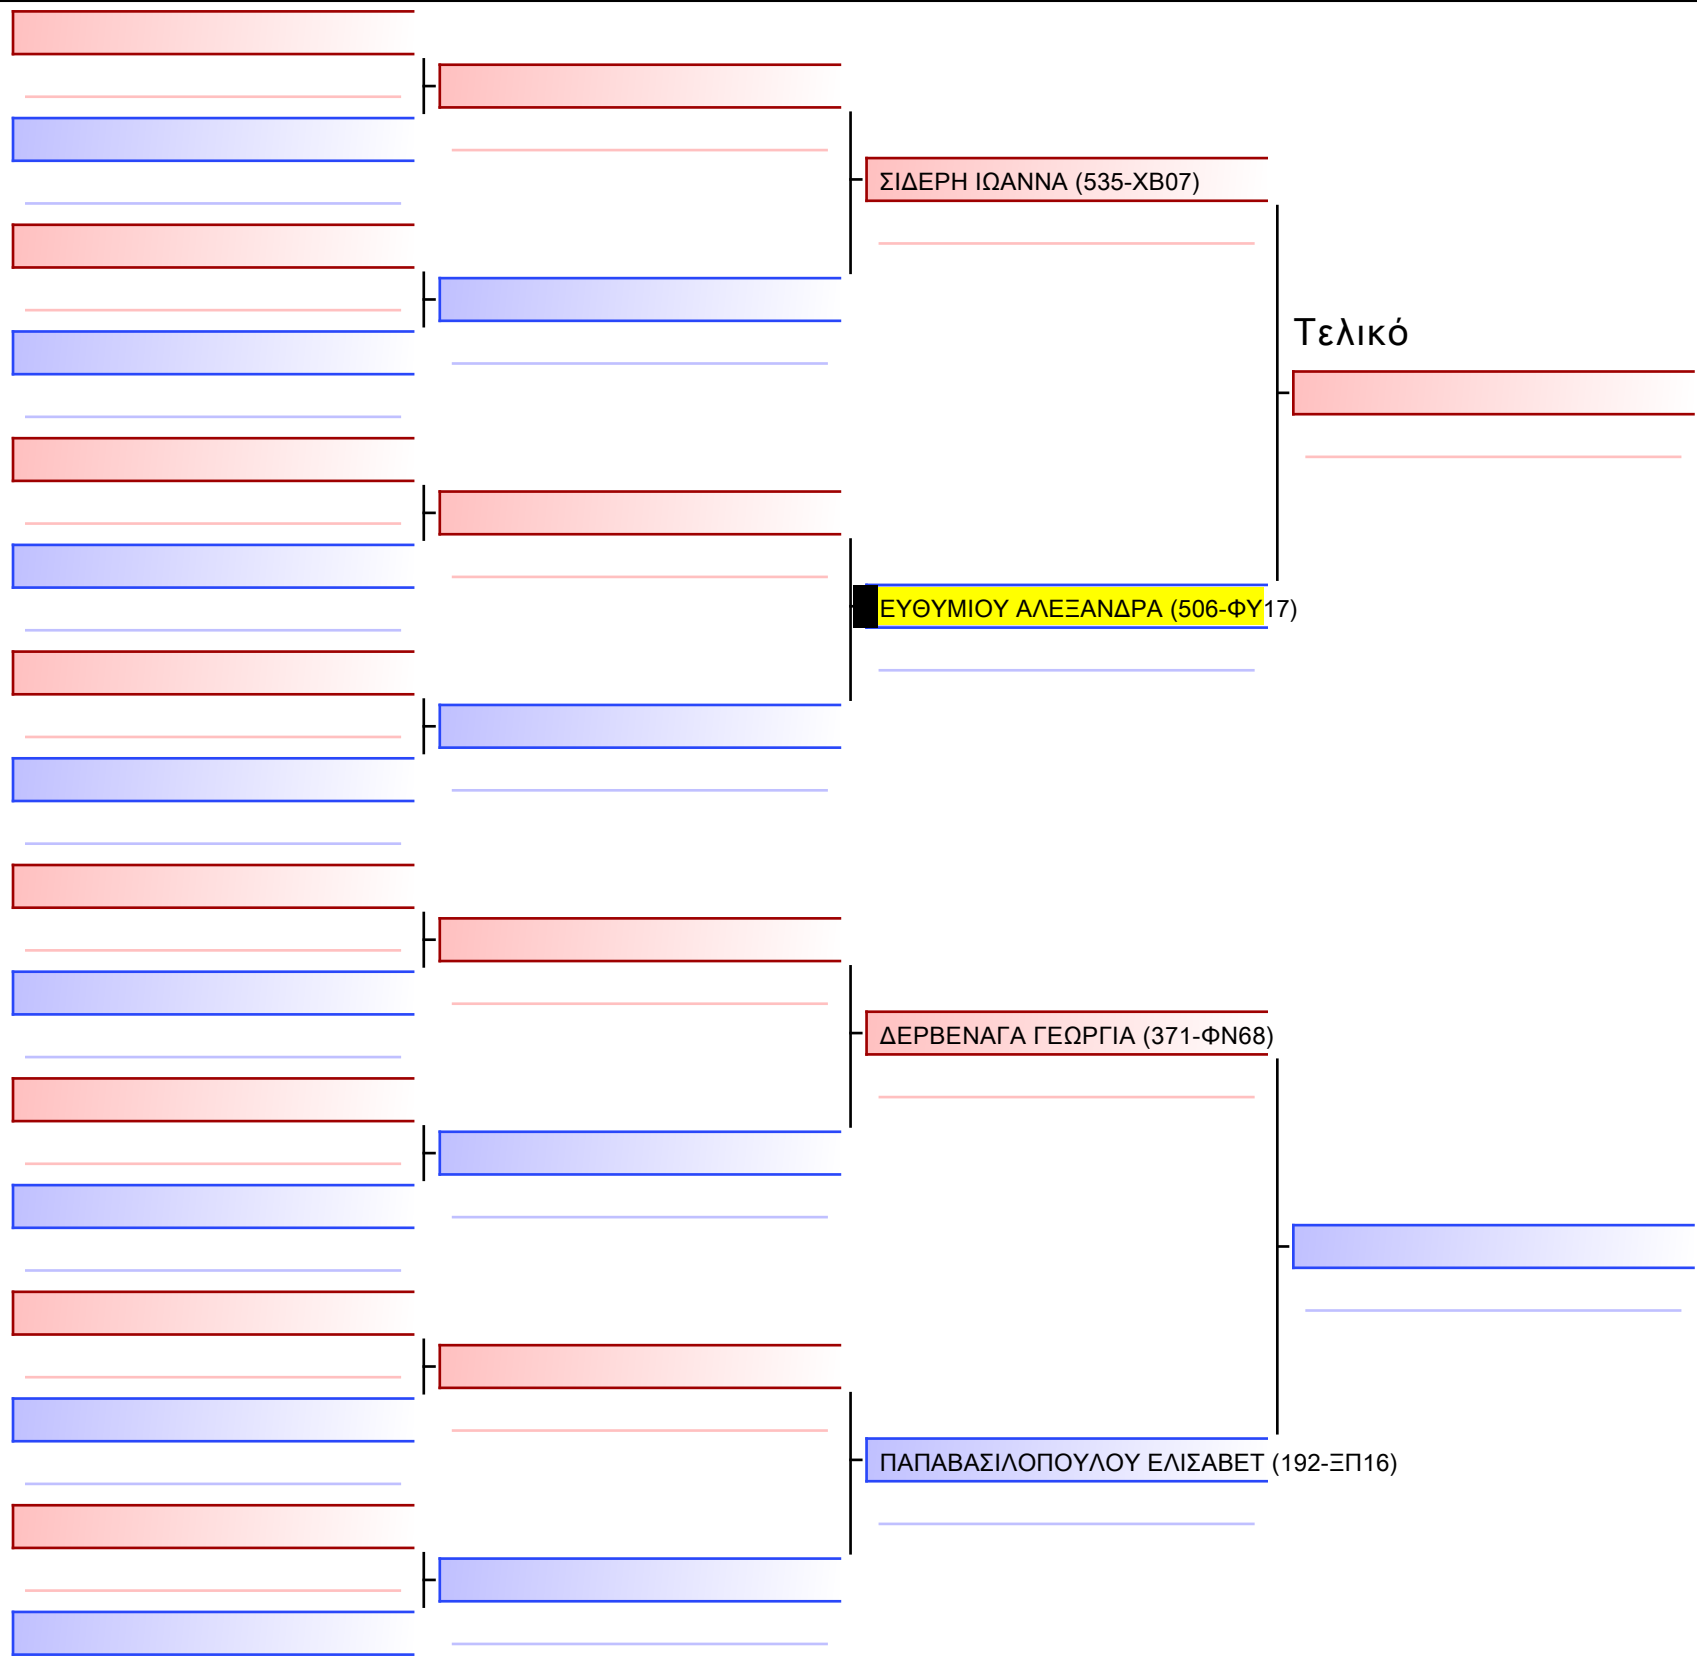 ΣΙΔΕΡΗ ΙΩΑΝΝΑ (535-ΧΒ07)
Τελικό
ΕΥΘΥΜΙΟΥ ΑΛΕΞΑΝΔΡΑ (506-ΦΥ17)
ΔΕΡΒΕΝΑΓΑ ΓΕΩΡΓΙΑ (371-ΦΝ68)
ΠΑΠΑΒΑΣΙΛΟΠΟΥΛΟΥ ΕΛΙΣΑΒΕΤ (192-ΞΠ16)